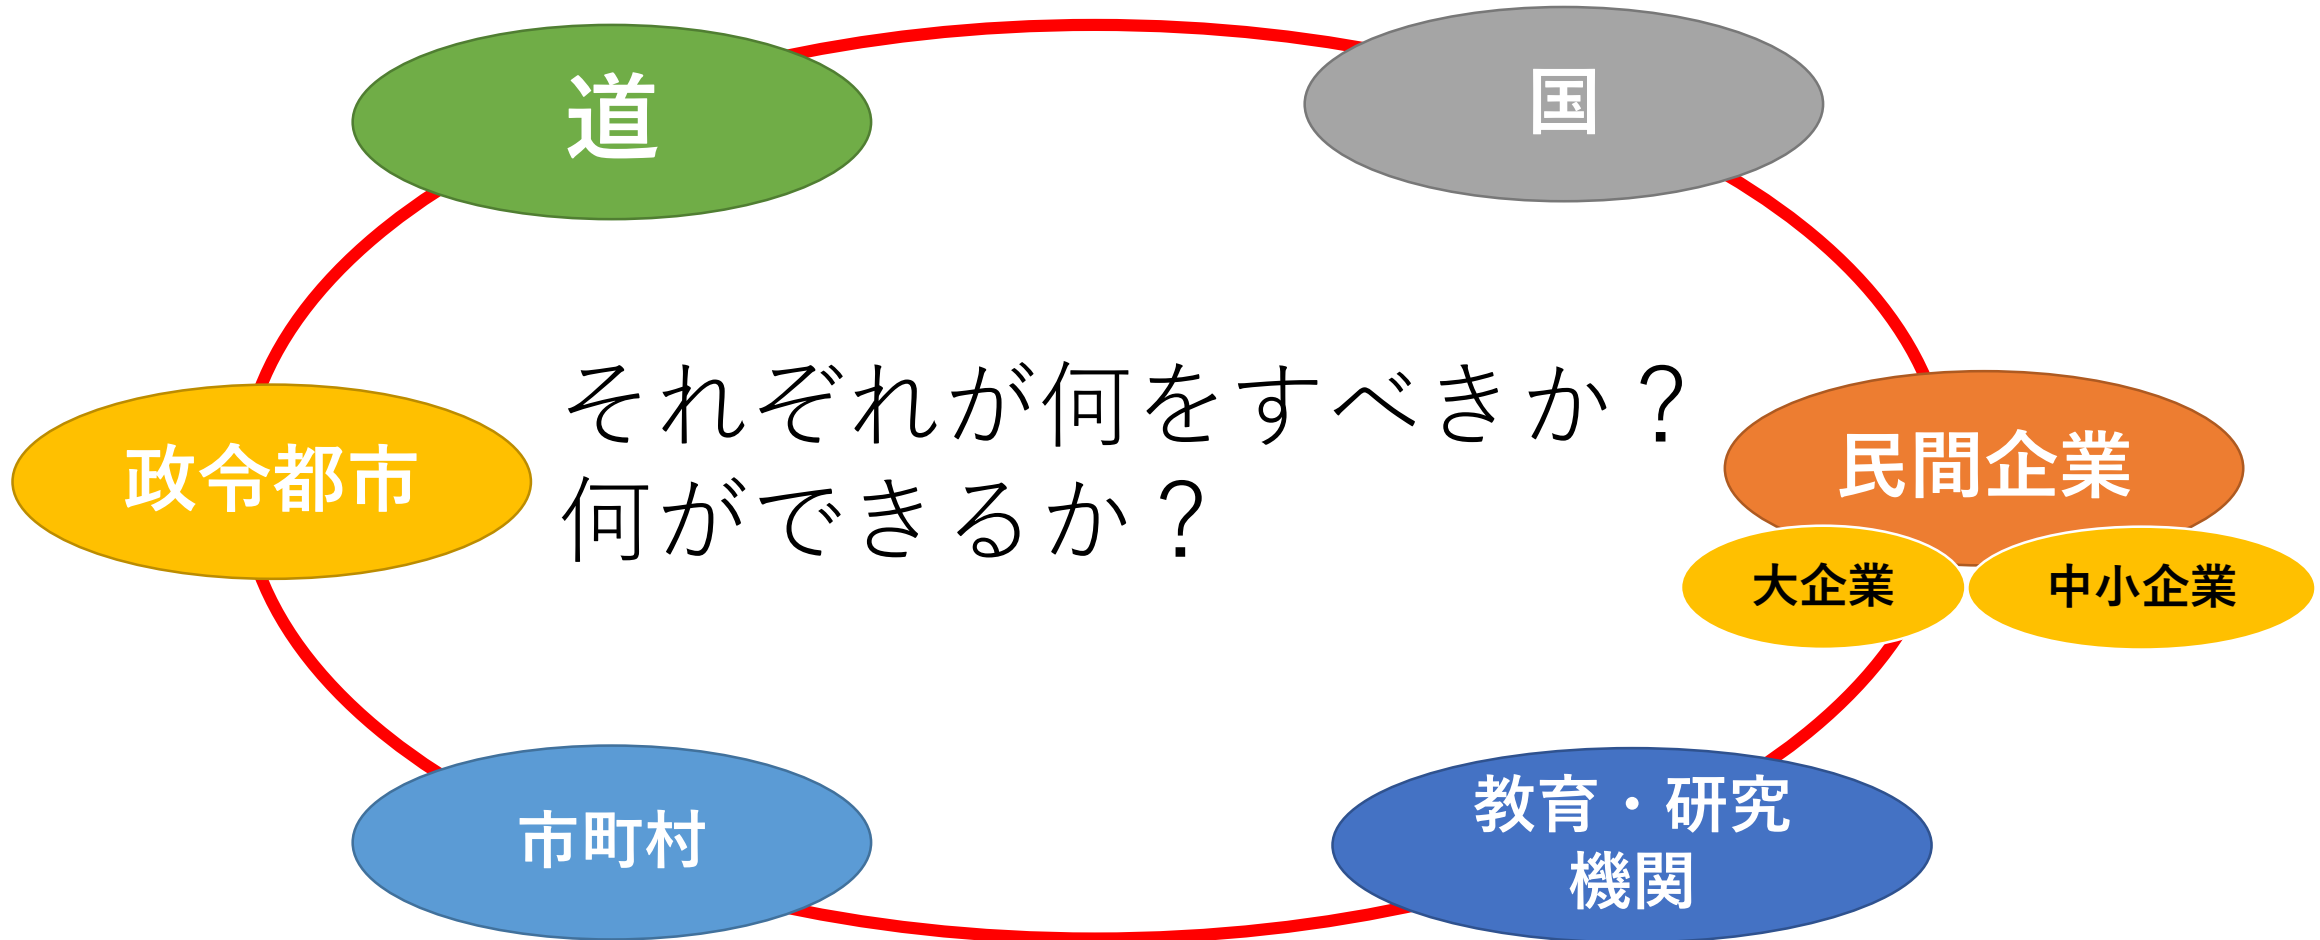 道
国
それぞれが何をすべきか？
何ができるか？
政令都市
民間企業
大企業
中小企業
市町村
教育・研究
機関